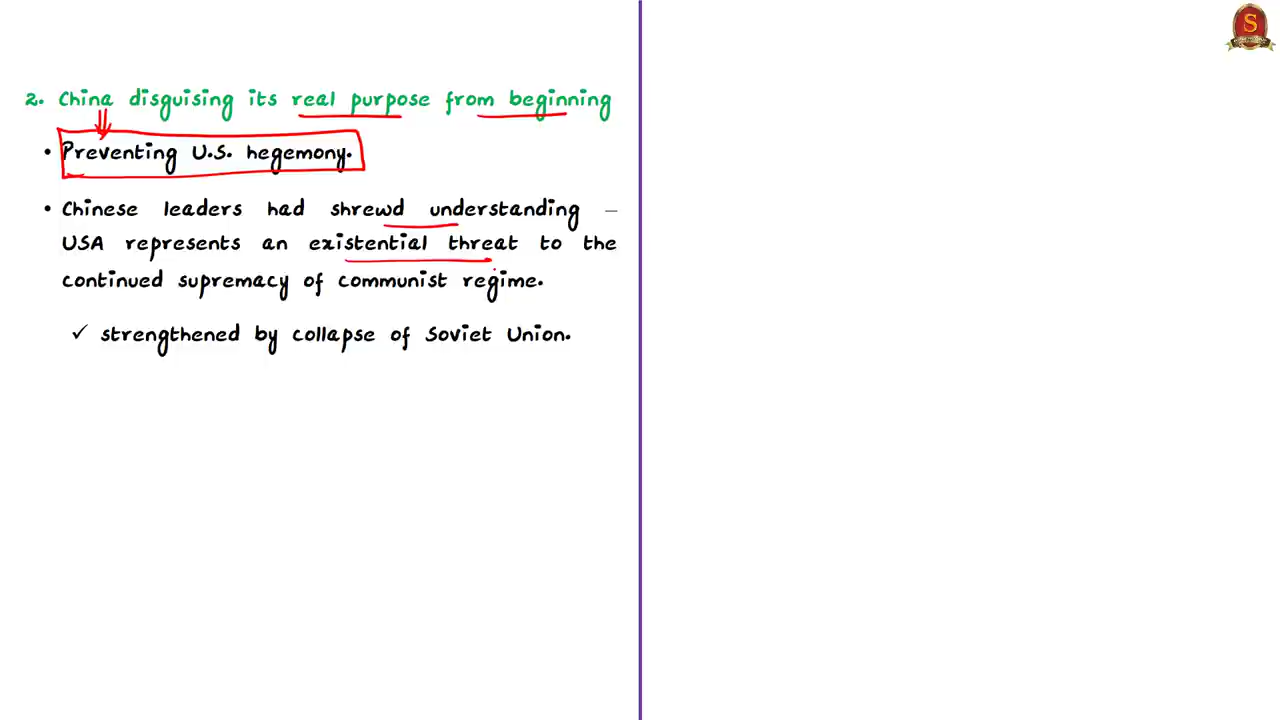 2. China disguising its real purpose from beginning
• Preventing U.S. hegemony.
• Chinese leaders had shrewd understanding –
USA represents an existential threat to the
continued supremacy of communist regime.
✓ strengthened by collapse of Soviet Union.
S